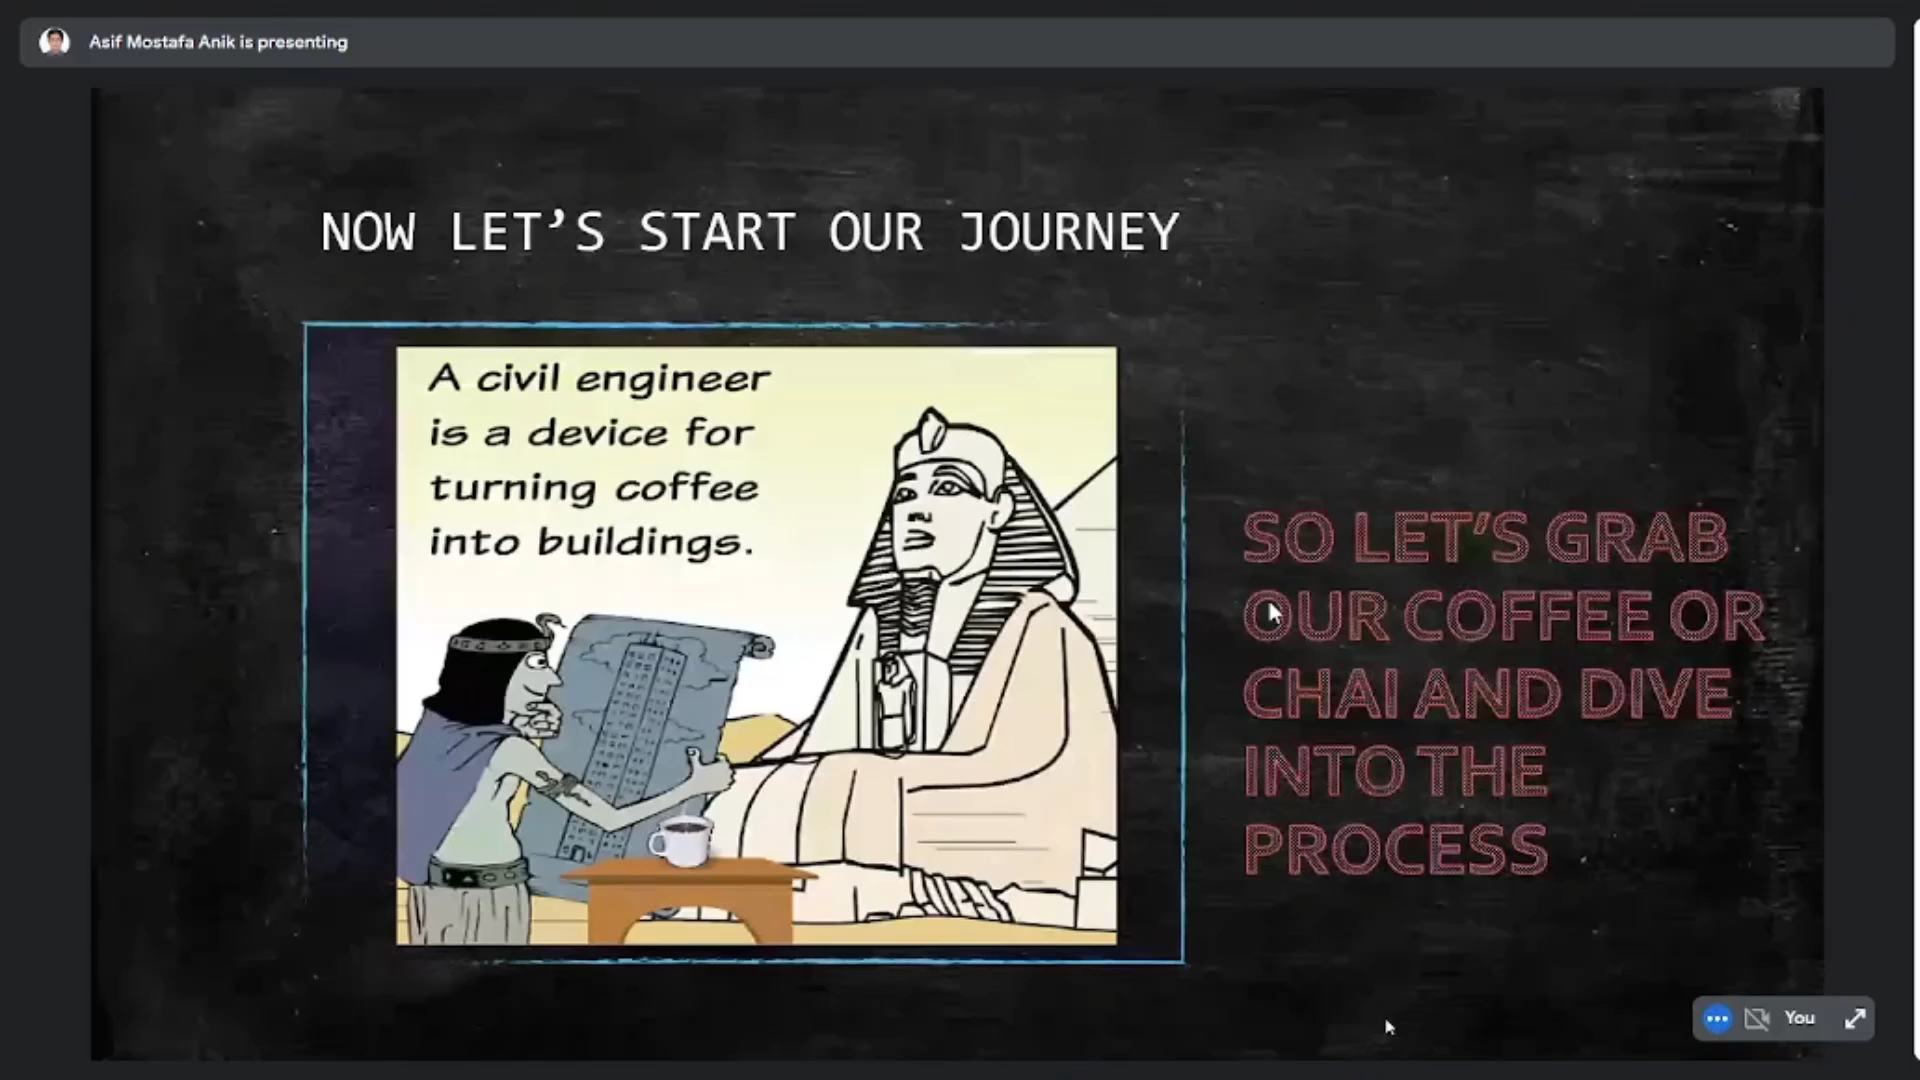 Asif Mostafa Anik is presenting
NOW LET’S START OUR JOURNEY
A civil engineer
is a device for
turning coffee
into buildings.
SO LET’S GRAB
OUR COFFEE OR
CHAI AND DIVE
INTO THE
PROCESS
You